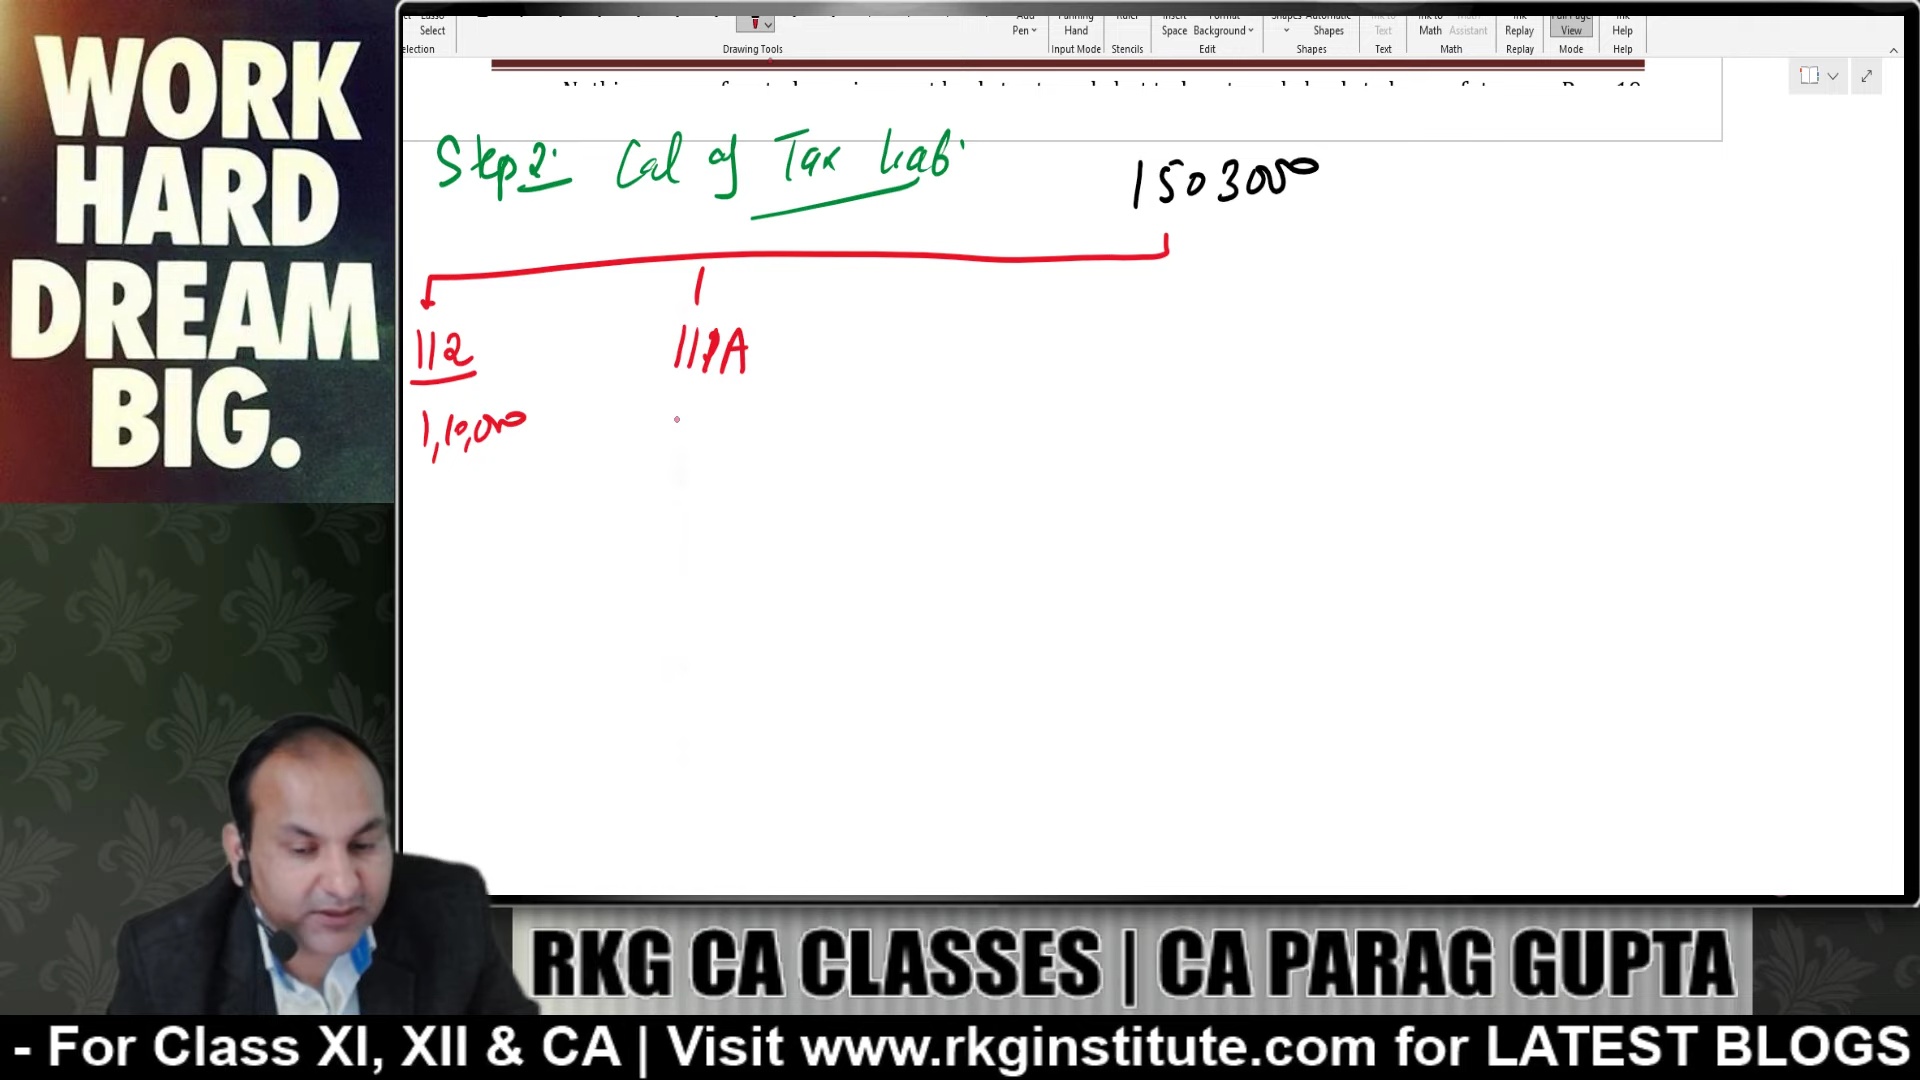 WORK
HARD
DREAM
BIG.
Select
Pen
Hand
Space Background
Shapes
Text
Math Assistant
Replay
View
Help
Drawing Tools
Input Mode
Stencils
Edit
Shapes
Text
Math
Replay
Mode
Help
Step 2: Cal of Tax Liab.
1503000
112
111A
1,10,000
RKG CA CLASSES | CA PARAG GUPTA
- For Class XI, XII & CA | Visit www.rkginstitute.com for LATEST BLOGS